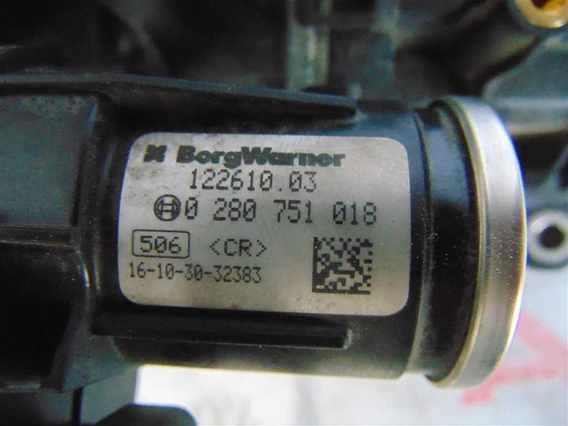 BorgWarner
122610.03
0 280 751 018
506 <CR>
16-10-30-32383